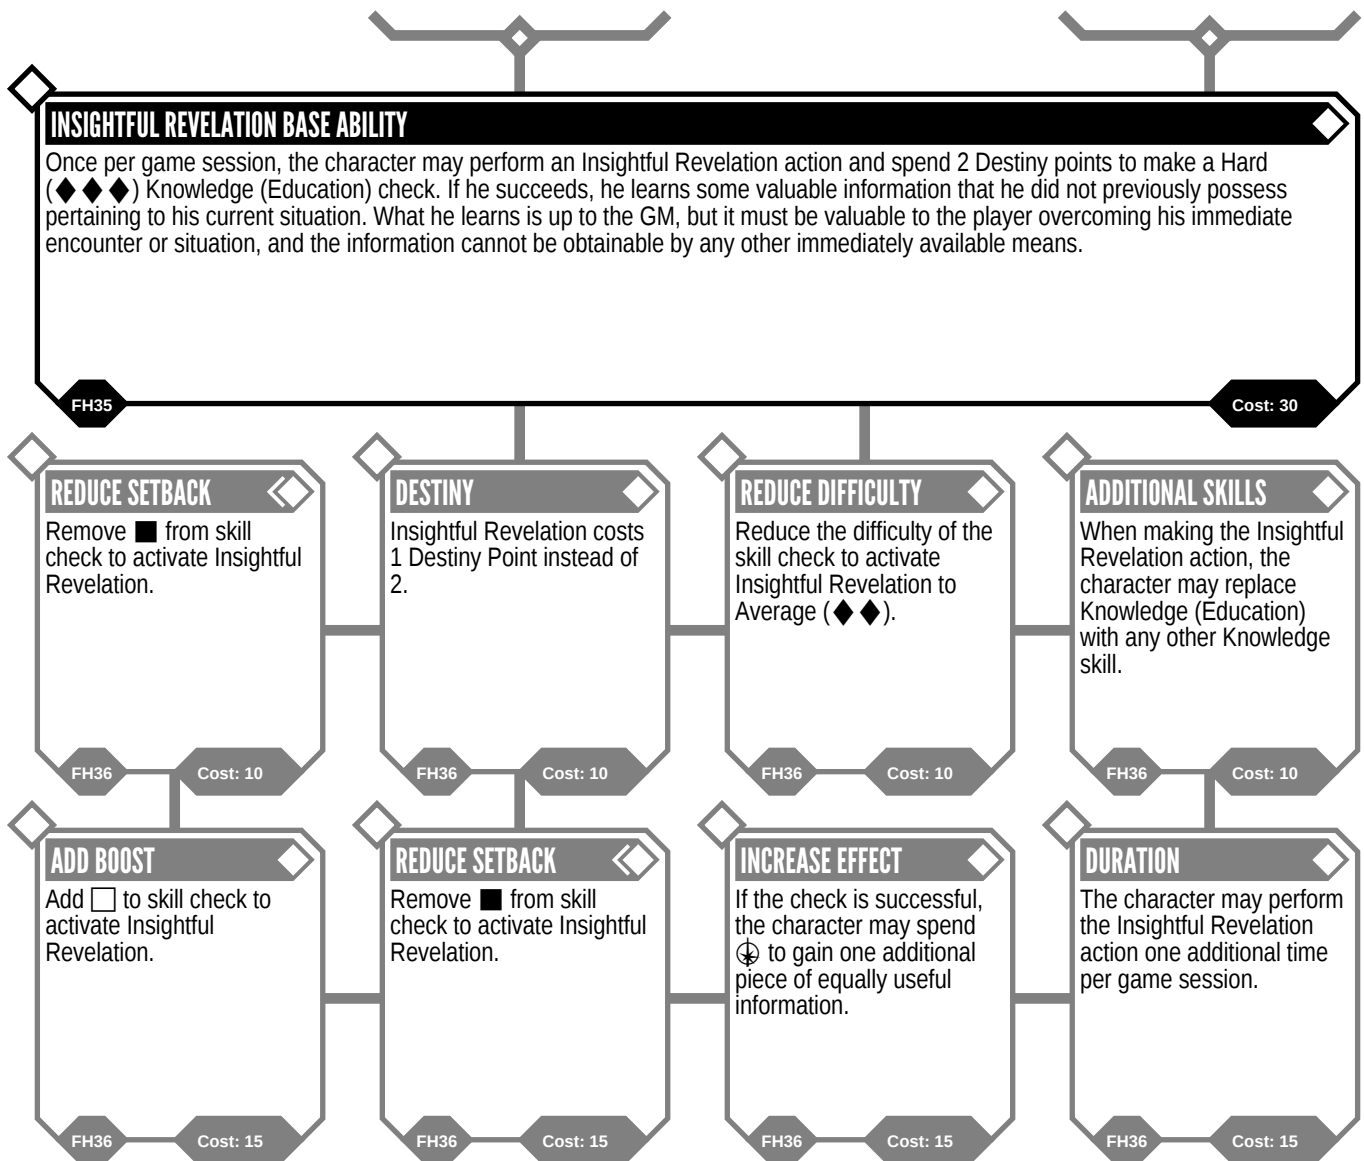 INSIGHTFUL REVELATION BASE ABILITY
Once per game session, the character may perform an Insightful Revelation action and spend 2 Destiny points to make a Hard
(♦♦♦) Knowledge (Education) check. If he succeeds, he learns some valuable information that he did not previously possess
pertaining to his current situation. What he learns is up to the GM, but it must be valuable to the player overcoming his immediate
encounter or situation, and the information cannot be obtainable by any other immediately available means.
FH35
Cost: 30
REDUCE SETBACK
Remove ■ from skill
check to activate Insightful
Revelation.
FH36
Cost: 10
DESTINY
Insightful Revelation costs
1 Destiny Point instead of
2.
FH36
Cost: 10
REDUCE DIFFICULTY
Reduce the difficulty of the
skill check to activate
Insightful Revelation to
Average (♦♦).
FH36
Cost: 10
ADDITIONAL SKILLS
When making the Insightful
Revelation action, the
character may replace
Knowledge (Education)
with any other Knowledge
skill.
FH36
Cost: 10
ADD BOOST
Add □ to skill check to
activate Insightful
Revelation.
FH36
Cost: 15
REDUCE SETBACK
Remove ■ from skill
check to activate Insightful
Revelation.
FH36
Cost: 15
INCREASE EFFECT
If the check is successful,
the character may spend
to gain one additional
piece of equally useful
information.
FH36
Cost: 15
DURATION
The character may perform
the Insightful Revelation
action one additional time
per game session.
FH36
Cost: 15